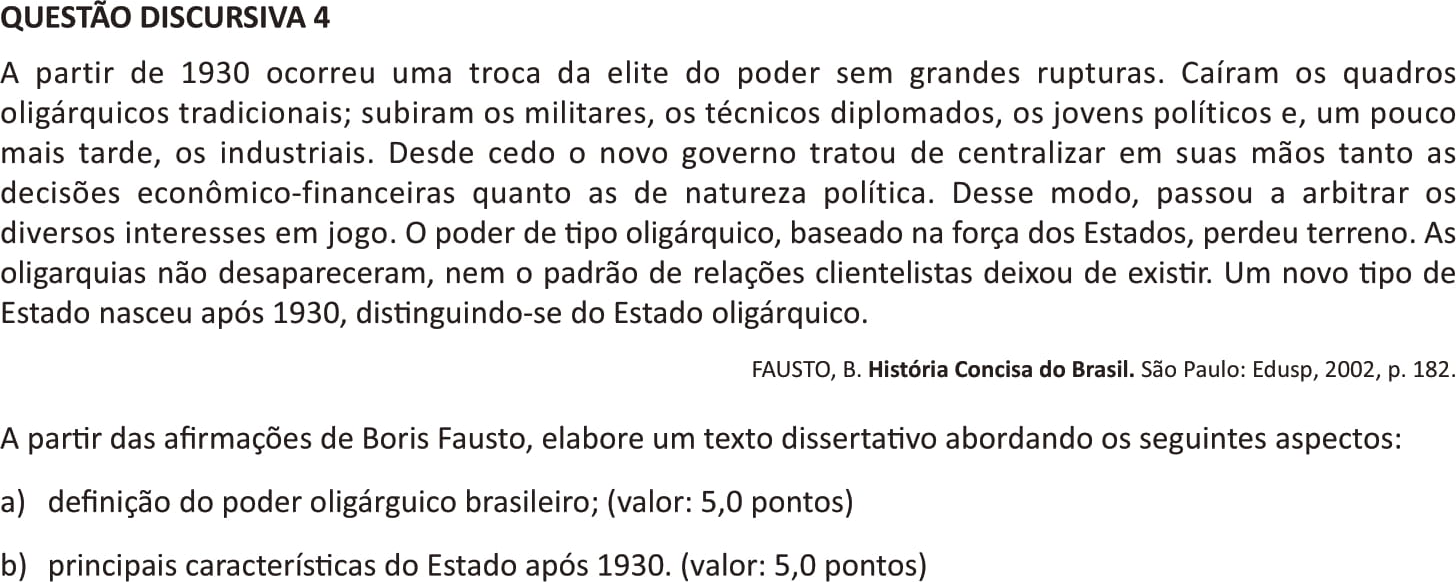 QUESTÃO DISCURSIVA 4
A partir de 1930 ocorreu uma troca da elite do poder sem grandes rupturas. Caíram os quadros
oligárquicos tradicionais; subiram os militares, os técnicos diplomados, os jovens políticos e, um pouco
mais tarde, os industriais. Desde cedo o novo governo tratou de centralizar em suas mãos tanto as
decisões econômico-financeiras quanto as de natureza política. Desse modo, passou a arbitrar os
diversos interesses em jogo. O poder de tipo oligárquico, baseado na força dos Estados, perdeu terreno. As
oligarquias não desapareceram, nem o padrão de relações clientelistas deixou de existir. Um novo tipo de
Estado nasceu após 1930, distinguindo-se do Estado oligárquico.
FAUSTO, B. História Concisa do Brasil. São Paulo: Edusp, 2002, p. 182.
A partir das afirmações de Boris Fausto, elabore um texto dissertativo abordando os seguintes aspectos:
a) definição do poder oligárguico brasileiro; (valor: 5,0 pontos)
b) principais características do Estado após 1930. (valor: 5,0 pontos)